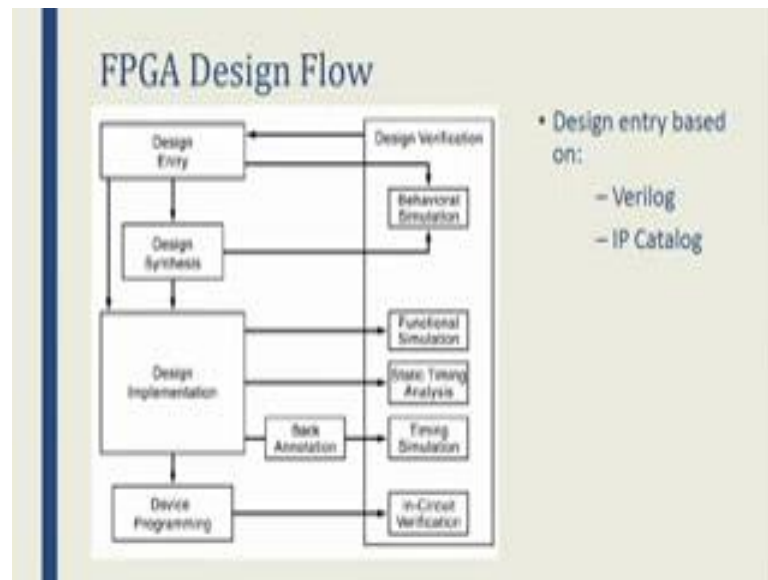 FPGA Design Flow
Design
Entry
Design Verification
Behavioral
Simulation
Design
Synthesis
Functional
Simulation
Design
Implementation
Static Timing
Analysis
Back
Annotation
Timing
Simulation
Device
Programming
In-Circuit
Verification
• Design entry based
on:
– Verilog
– IP Catalog